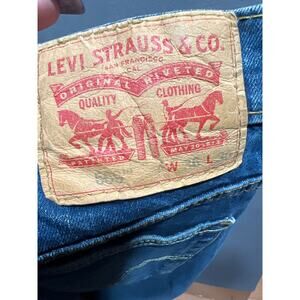 LEVI STRAUSS & CO.
SAN FRANCISCO
CAL.
ORIGINAL RIVETED
QUALITY CLOTHING
PATENTED
MAY 20 1873
W L